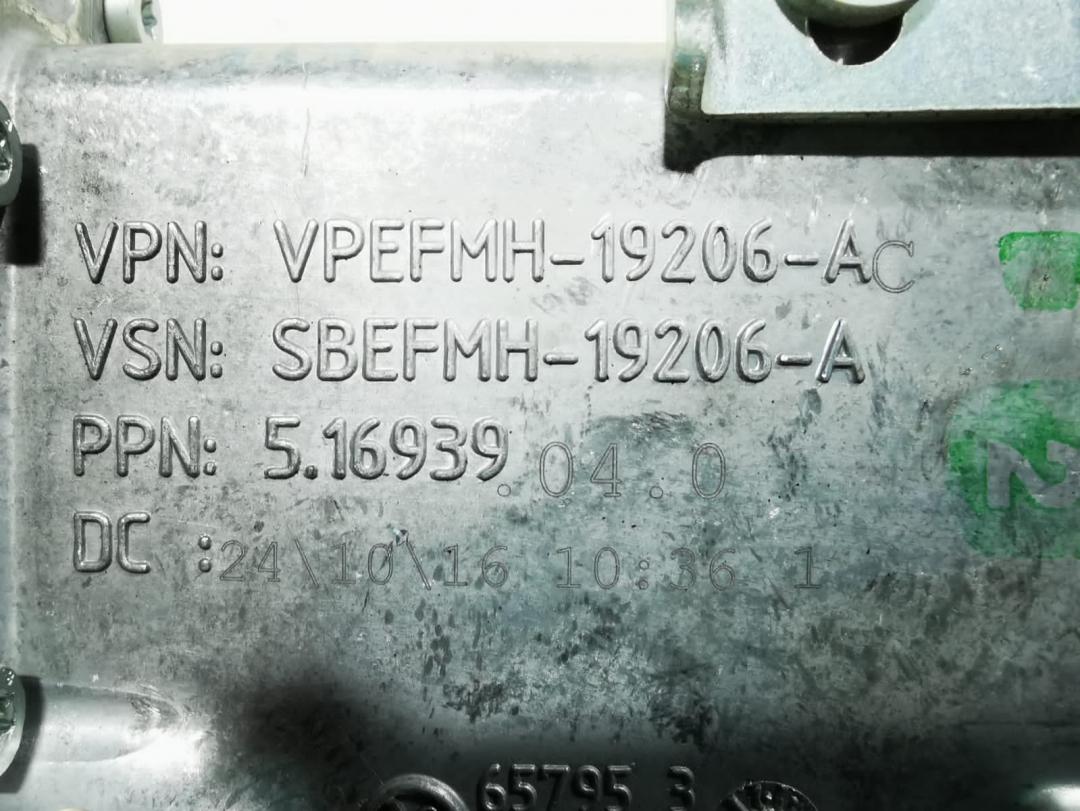 VPN: VPEFMH-19206-AC
VSN: SBEFMH-19206-A
PPN: 5.16939.04.0
DC :24\10\16 10:36 1
2
65795 3